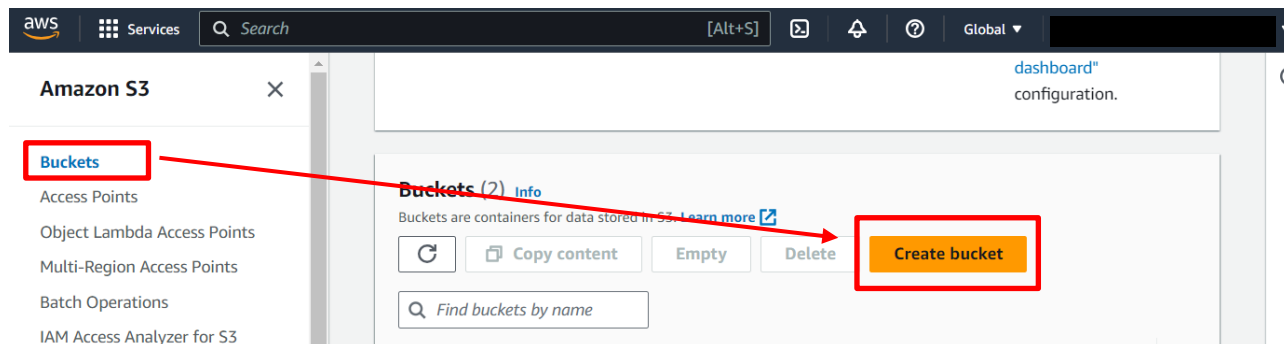 aws Services Search [Alt+S] Global
Amazon S3
Buckets
Access Points
Object Lambda Access Points
Multi-Region Access Points
Batch Operations
IAM Access Analyzer for S3
dashboard"
configuration.
Buckets (2) Info
Buckets are containers for data stored in S3. Learn more
Copy content Empty Delete Create bucket
Find buckets by name